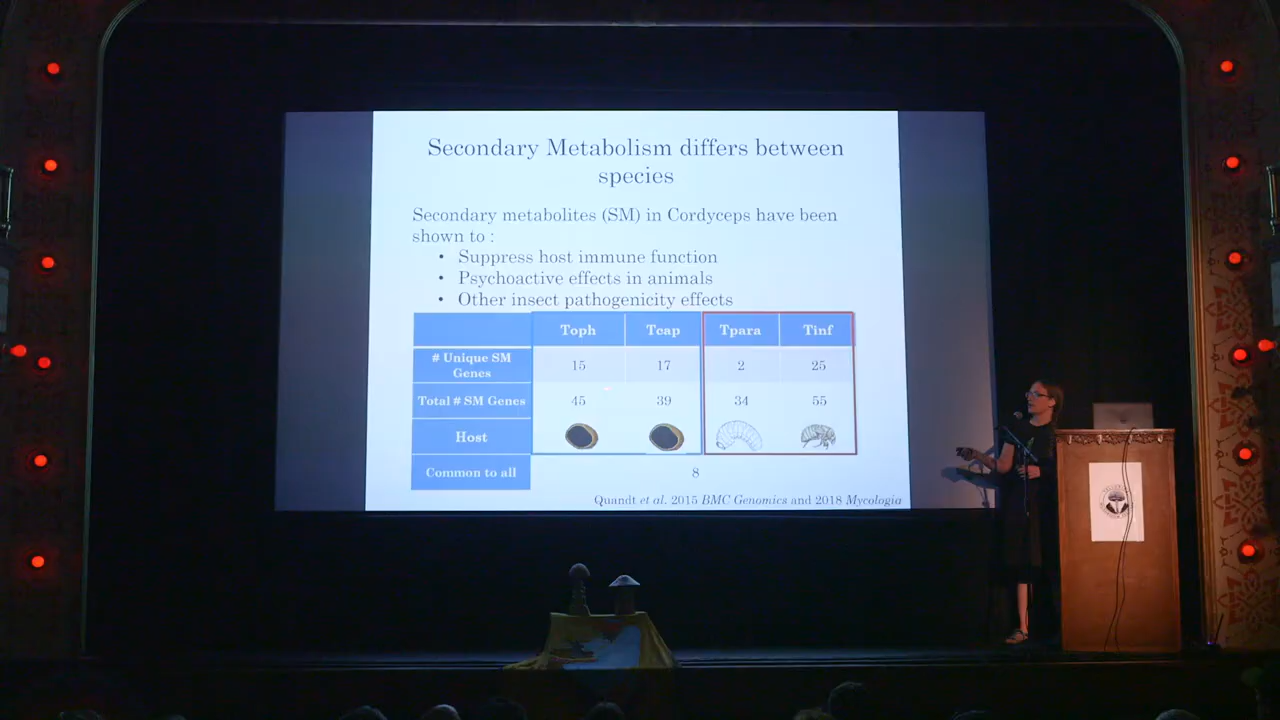 Secondary Metabolism differs between
species
Secondary metabolites (SM) in Cordyceps have been
shown to :
• Suppress host immune function
• Psychoactive effects in animals
• Other insect pathogenicity effects
Toph Tcap Tpara Tinf
# Unique SM
Genes 15 17 2 25
Total # SM Genes 45 39 34 55
Host
Common to all 8
Quandt et al. 2015 BMC Genomics and 2018 Mycologia